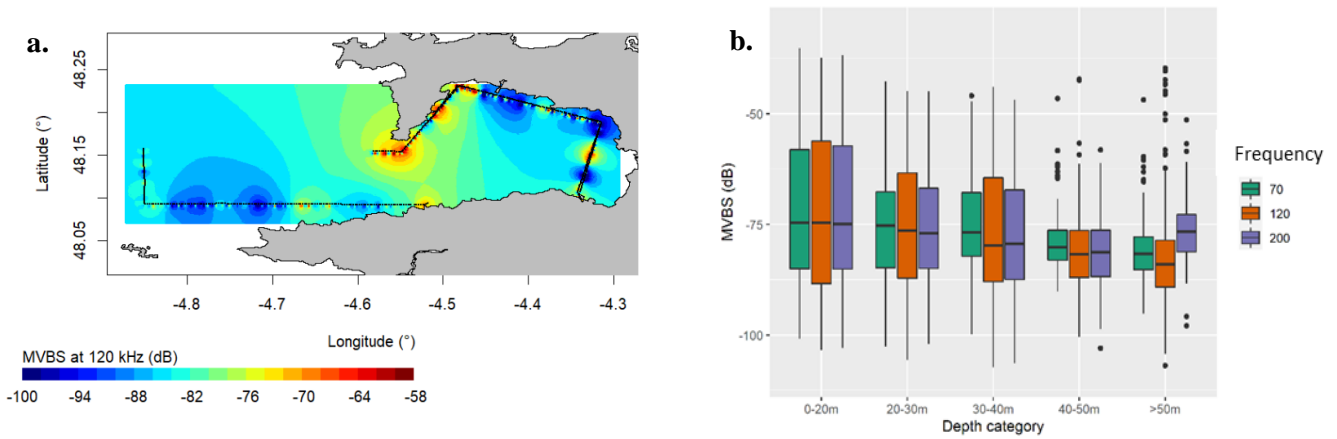 a.
48.25
48.15
48.05
Latitude (°)
-4.8 -4.7 -4.6 -4.5 -4.4 -4.3
Longitude (°)
MVBS at 120 kHz (dB)
-100 -94 -88 -82 -76 -70 -64 -58
b.
-50
-75
-100
MVBS (dB)
0-20m 20-30m 30-40m 40-50m >50m
Depth category
Frequency
70
120
200